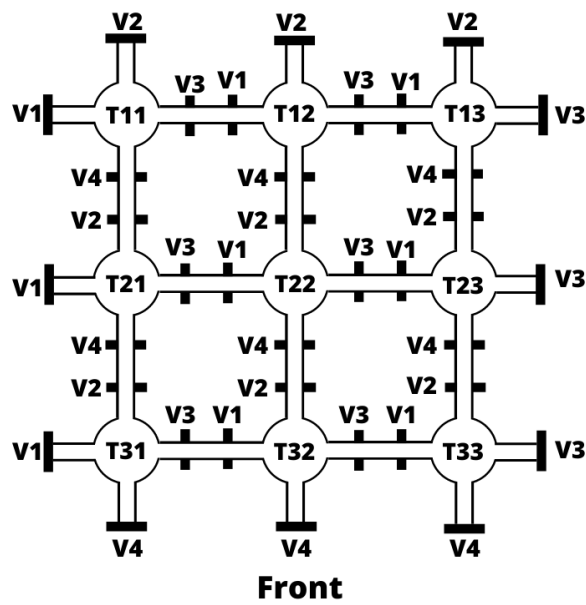 V2 V2 V2
V3 V1 V3 V1
V1 T11 T12 T13 V3
V4 V4 V4
V2 V2 V2
V3 V1 V3 V1
V1 T21 T22 T23 V3
V4 V4 V4
V2 V2 V2
V3 V1 V3 V1
V1 T31 T32 T33 V3
V4 V4 V4
Front